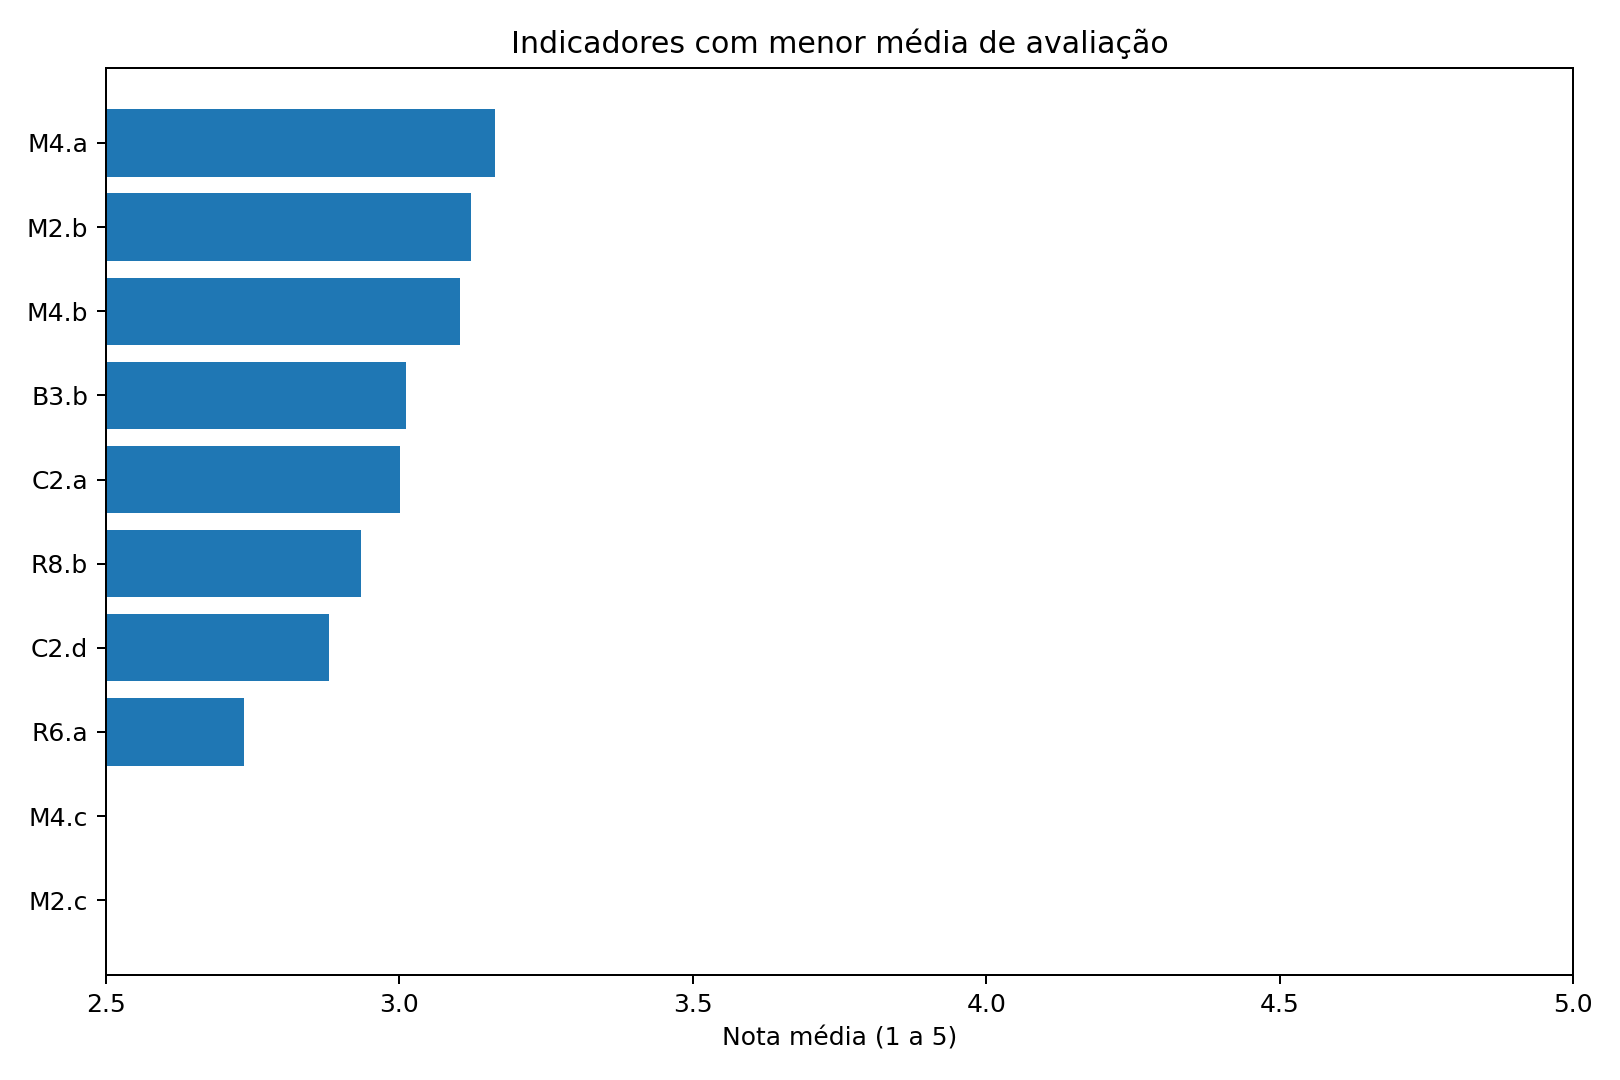 Indicadores com menor média de avaliação
M4.a
M2.b
M4.b
B3.b
C2.a
R8.b
C2.d
R6.a
M4.c
M2.c
2.5 3.0 3.5 4.0 4.5 5.0
Nota média (1 a 5)